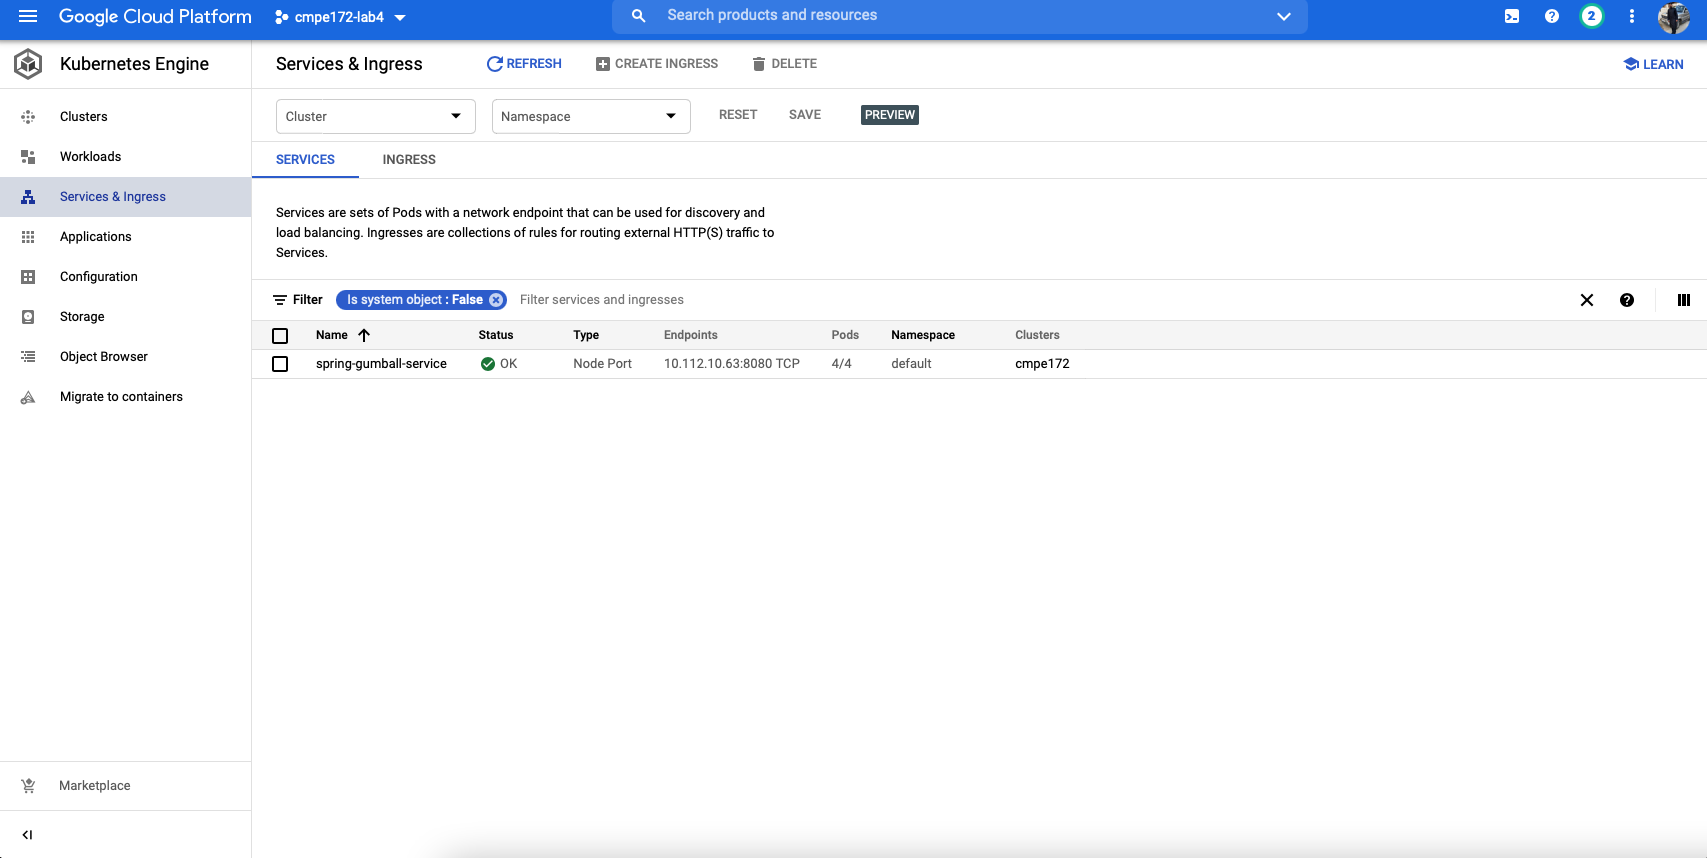 Google Cloud Platform
cmpe172-lab4
Search products and resources
2
Kubernetes Engine
Services & Ingress
REFRESH
CREATE INGRESS
DELETE
LEARN
Clusters
Workloads
Services & Ingress
Applications
Configuration
Storage
Object Browser
Migrate to containers
Marketplace
Cluster
Namespace
RESET
SAVE
PREVIEW
SERVICES
INGRESS
Services are sets of Pods with a network endpoint that can be used for discovery and
load balancing. Ingresses are collections of rules for routing external HTTP(S) traffic to
Services.
Filter
Is system object : False
Filter services and ingresses
Name Status Type Endpoints Pods Namespace Clusters
spring-gumball-service OK Node Port 10.112.10.63:8080 TCP 4/4 default cmpe172